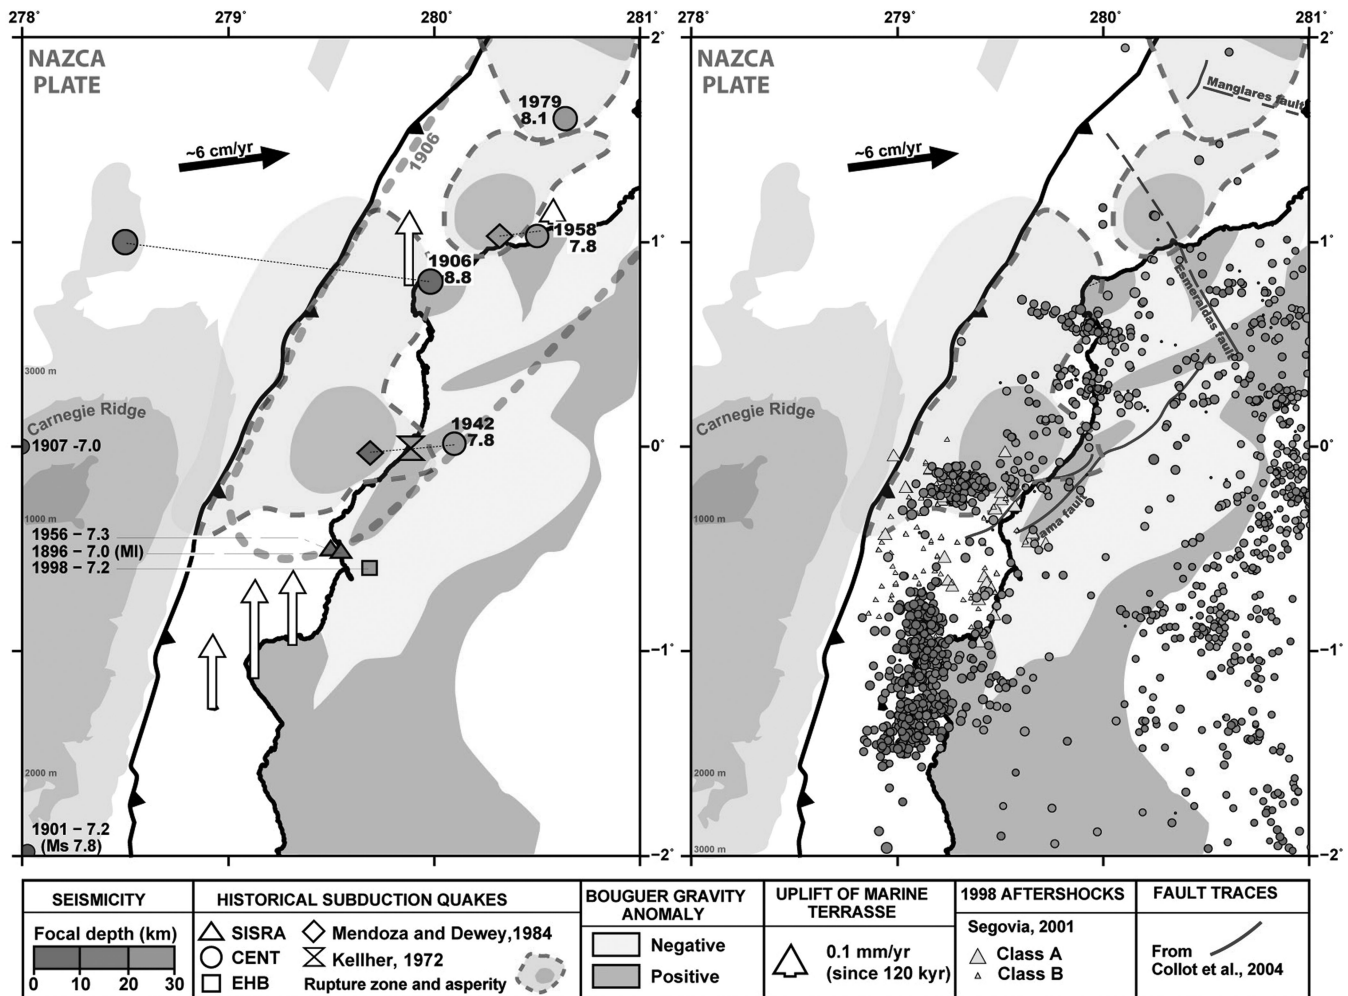 278° 279° 280° 281°
278° 279° 280° 281°
NAZCA
PLATE
~6 cm/yr
1906
1979
8.1
1958
7.8
1906
8.8
1942
7.8
3000 m
Carnegie Ridge
1907 -7.0
1000 m
1956 – 7.3
1896 – 7.0 (MI)
1998 – 7.2
2000 m
1901 – 7.2
(Ms 7.8)
2°
1°
0°
−1°
−2°
NAZCA
PLATE
~6 cm/yr
Manglares fault
Esmeraldas fault
Carnegie Ridge
1000 m
ama fault
2000 m
3000 m
2°
1°
0°
−1°
−2°
SEISMICITY
Focal depth (km)
0 10 20 30
HISTORICAL SUBDUCTION QUAKES
SISRA
CENT
EHB
Mendoza and Dewey,1984
Kellher, 1972
Rupture zone and asperity
BOUGUER GRAVITY
ANOMALY
Negative
Positive
UPLIFT OF MARINE
TERRASSE
0.1 mm/yr
(since 120 kyr)
1998 AFTERSHOCKS
Segovia, 2001
Class A
Class B
FAULT TRACES
From
Collot et al., 2004